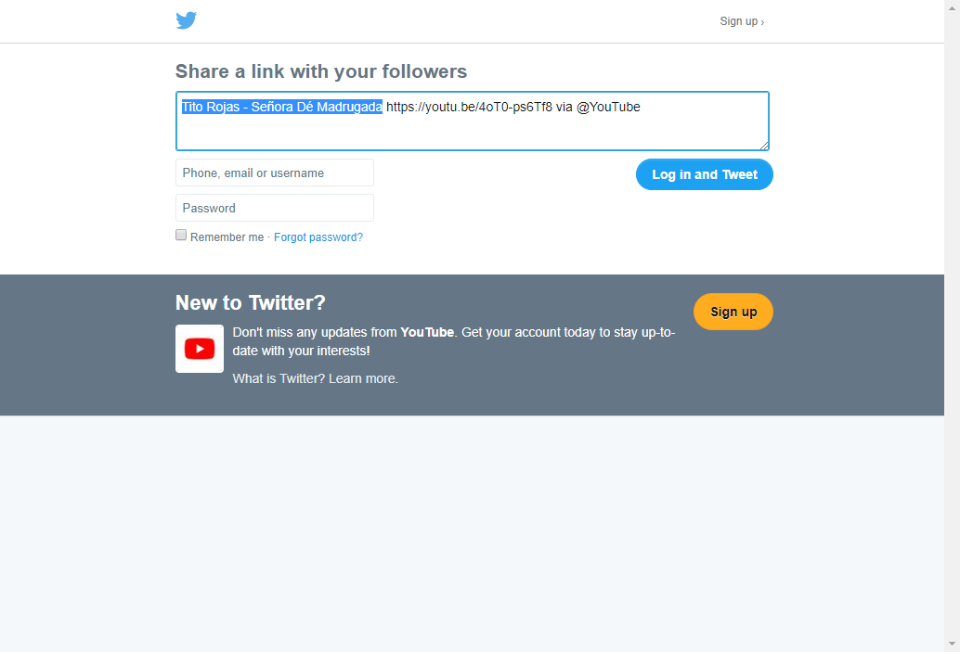 Sign up ›
Share a link with your followers
Tito Rojas - Señora Dé Madrugada https://youtu.be/4oT0-ps6Tf8 via @YouTube
Phone, email or username
Log in and Tweet
Password
Remember me · Forgot password?
New to Twitter?
Sign up
Don't miss any updates from YouTube. Get your account today to stay up-to-
date with your interests!
What is Twitter? Learn more.